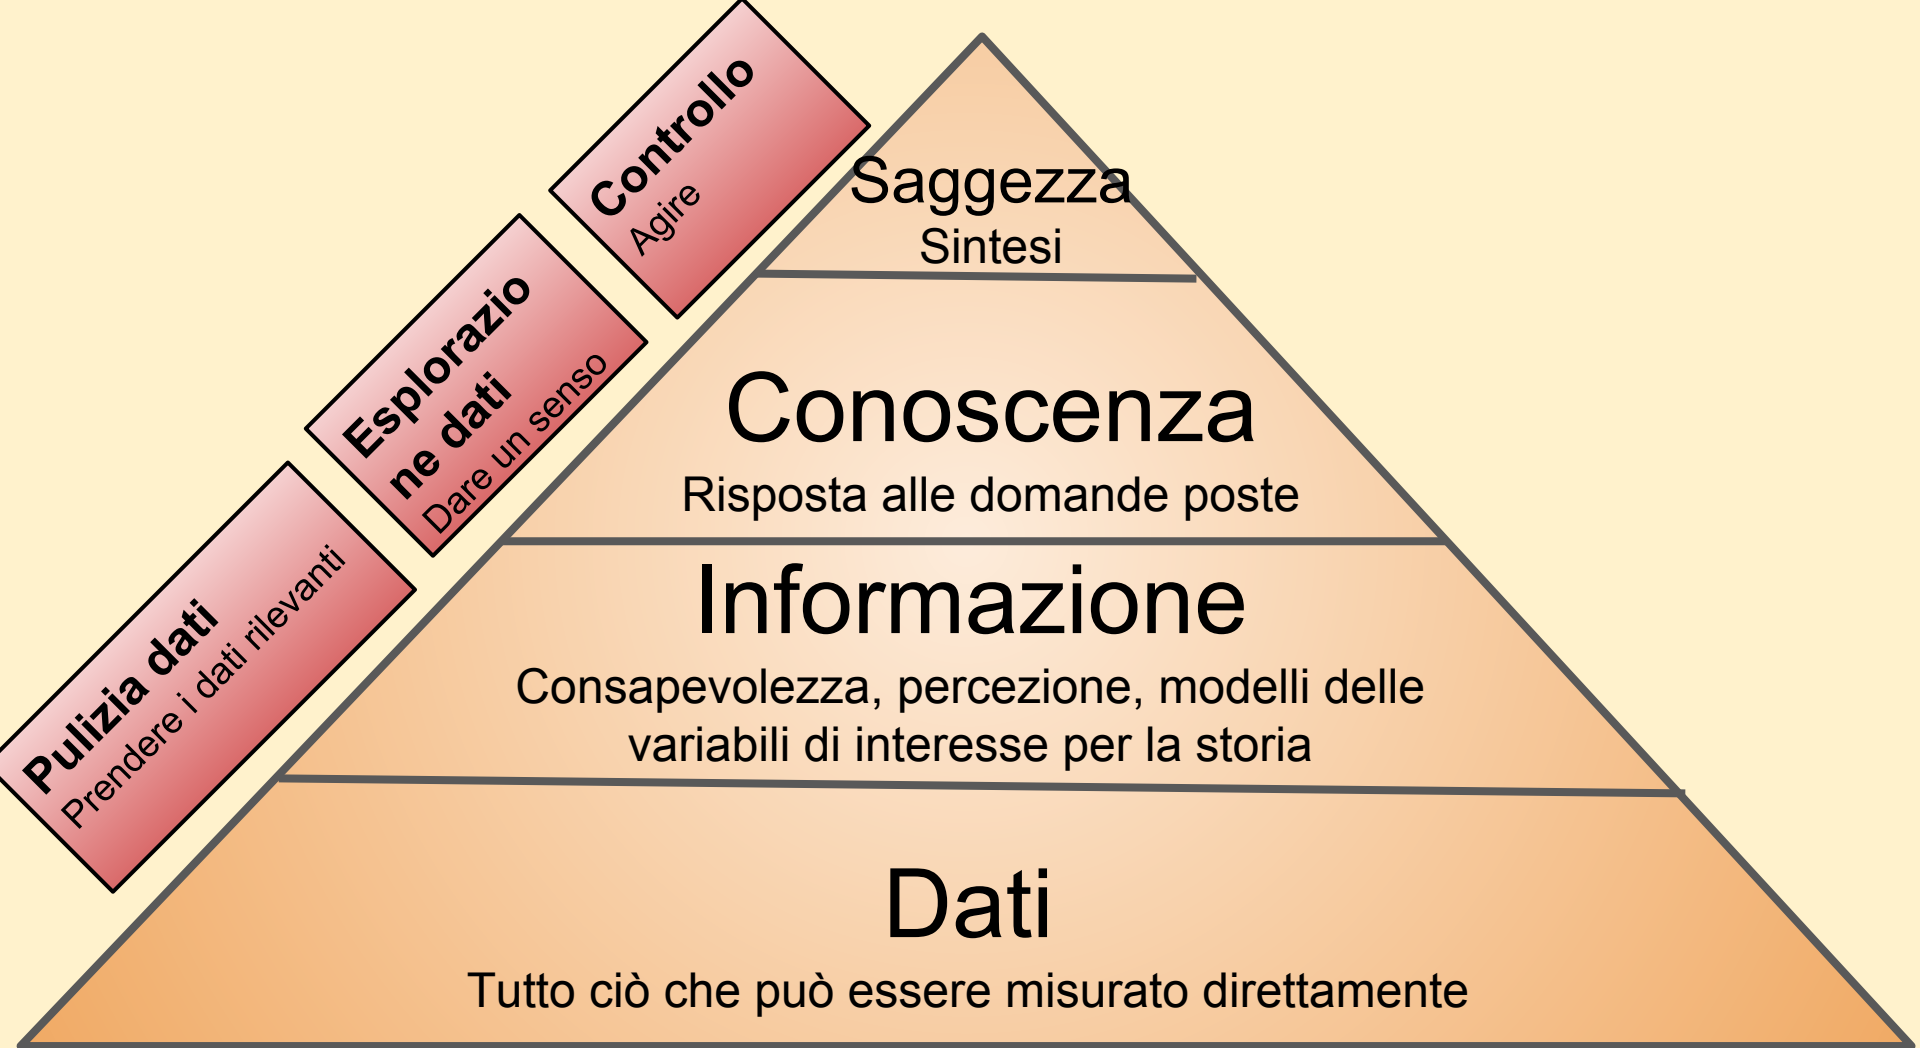 Controllo
Agire
Saggezza
Sintesi
Esplorazio
ne dati
Dare un senso
Conoscenza
Risposta alle domande poste
Pulizia dati
Prendere i dati rilevanti
Informazione
Consapevolezza, percezione, modelli delle
variabili di interesse per la storia
Dati
Tutto ciò che può essere misurato direttamente